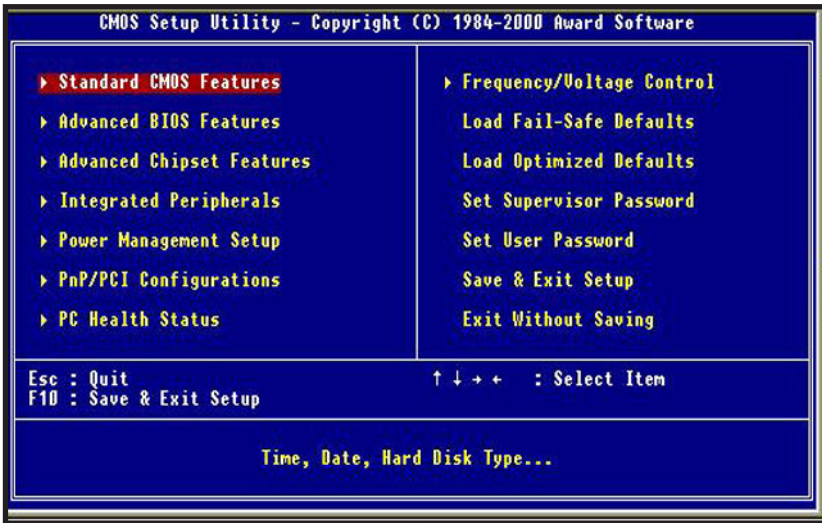 CMOS Setup Utility - Copyright (C) 1984-2000 Award Software
▸ Standard CMOS Features
▸ Advanced BIOS Features
▸ Advanced Chipset Features
▸ Integrated Peripherals
▸ Power Management Setup
▸ PnP/PCI Configurations
▸ PC Health Status
▸ Frequency/Voltage Control
Load Fail-Safe Defaults
Load Optimized Defaults
Set Supervisor Password
Set User Password
Save & Exit Setup
Exit Without Saving
Esc : Quit
F10 : Save & Exit Setup
↑ ↓ → ← : Select Item
Time, Date, Hard Disk Type...